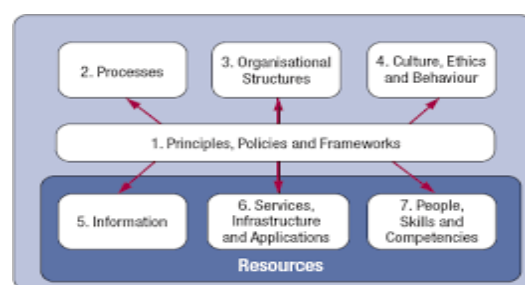 2. Processes
3. Organisational
Structures
4. Culture, Ethics
and Behaviour
1. Principles, Policies and Frameworks
5. Information
6. Services,
Infrastructure
and Applications
7. People,
Skills and
Competencies
Resources